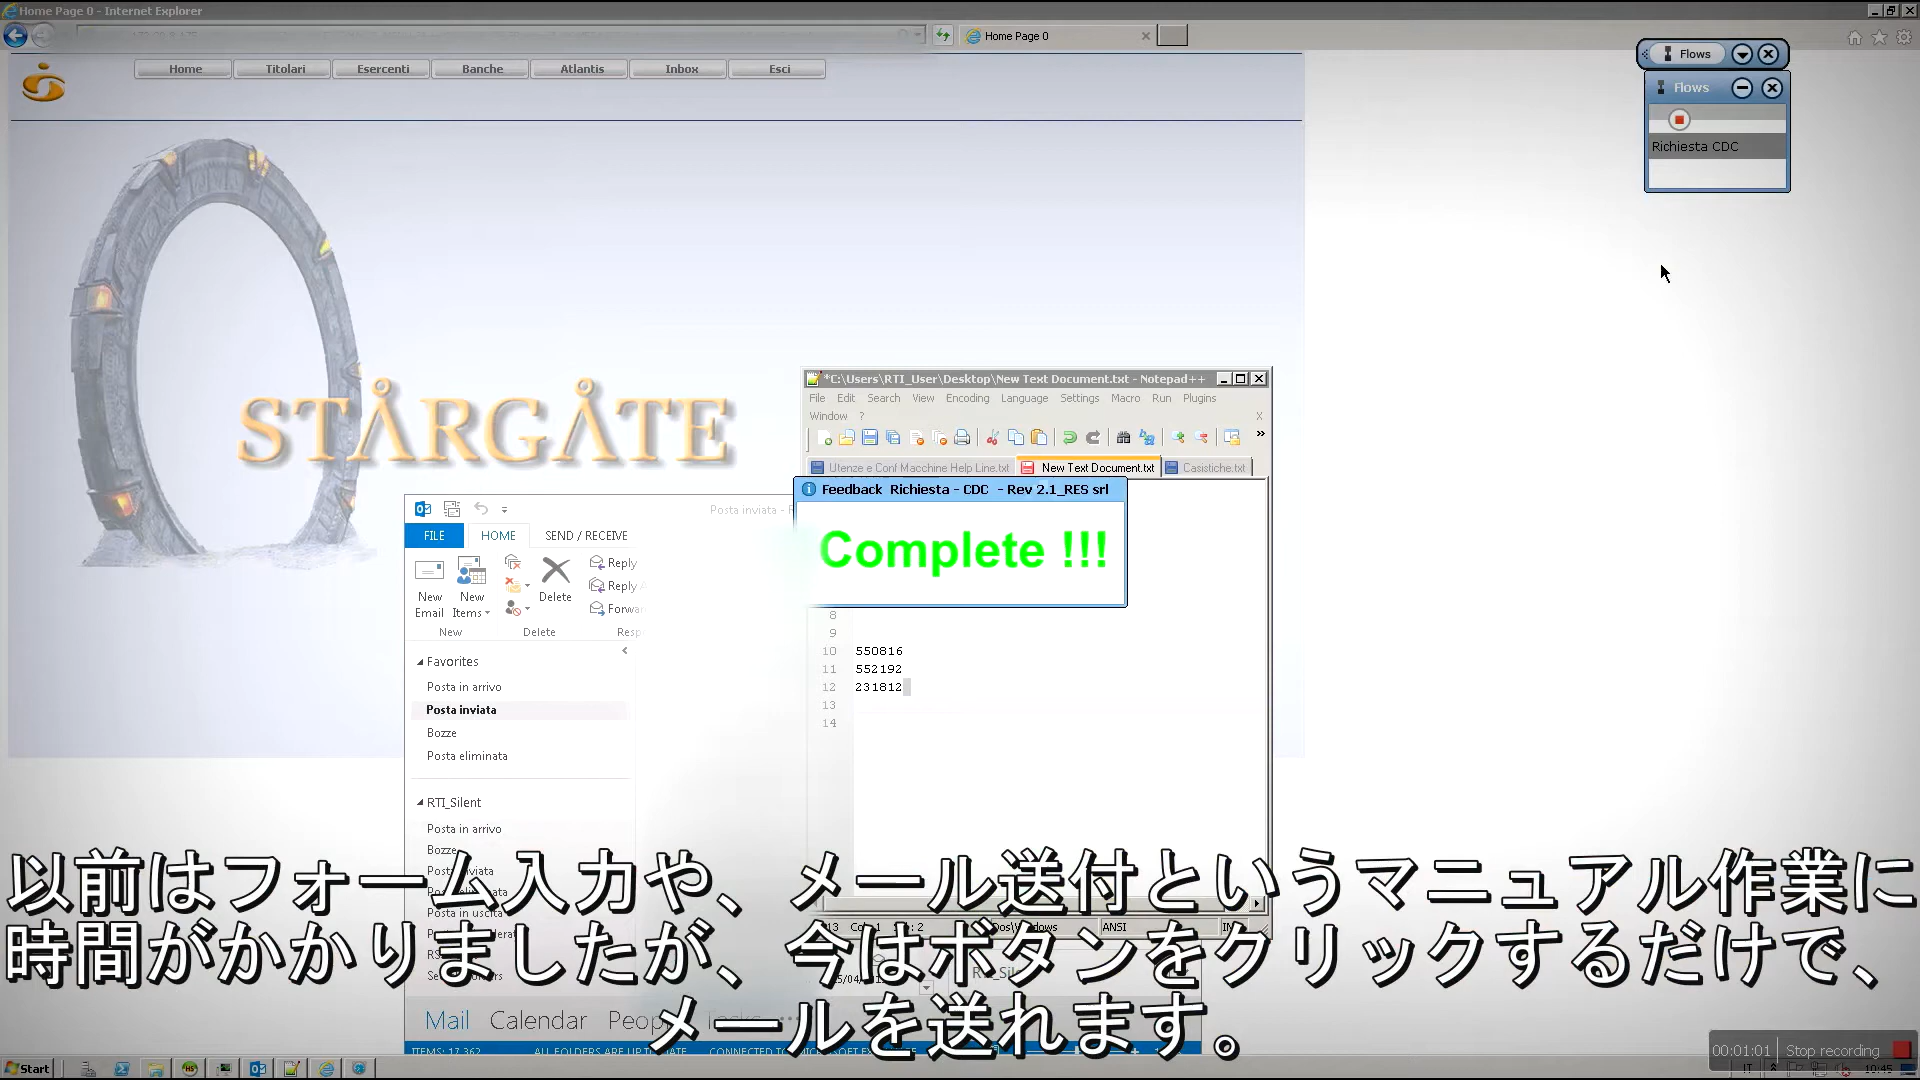 Home Page 0 - Internet Explorer
Home Page 0
Home
Titolari
Esercenti
Banche
Atlantis
Inbox
Esci
Flows
Flows
Richiesta CDC
STARGATE
*C:\Users\RTI_User\Desktop\New Text Document.txt - Notepad++
File Edit Search View Encoding Language Settings Macro Run Plugins
Window ?
X
Utenze e Conf Macchine Help Line.txt
New Text Document.txt
Casistiche.txt
Feedback Richiesta - CDC - Rev 2.1_RES srl
Complete !!!
8
9
10 550816
11 552192
12 231812
13
14
Dos\Windows
ANSI
Posta inviata -
FILE
HOME
SEND / RECEIVE
New Email
New Items
Delete
Reply
Reply
New
Delete
Favorites
Posta in arrivo
Posta inviata
Bozze
Posta eliminata
RTI_Silent
Posta in arrivo
Bozze
Mail
Calendar
以前はフォーム入力や、メール送付というマニュアル作業に
時間がかかりましたが、今はボタンをクリックするだけで、
メールを送れます。
00:01:01
Stop recording
Start
IT
10:45